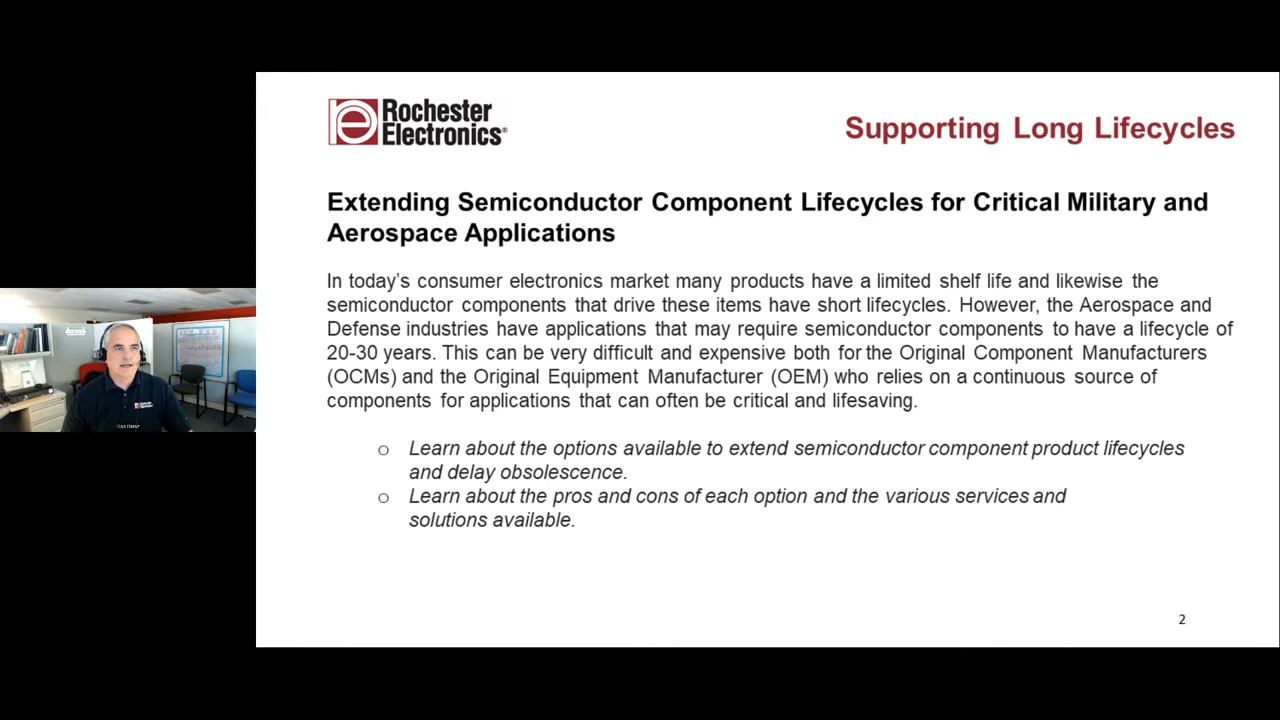 Rochester
Electronics®
Supporting Long Lifecycles
Extending Semiconductor Component Lifecycles for Critical Military and
Aerospace Applications
In today’s consumer electronics market many products have a limited shelf life and likewise the
semiconductor components that drive these items have short lifecycles. However, the Aerospace and
Defense industries have applications that may require semiconductor components to have a lifecycle of
20-30 years. This can be very difficult and expensive both for the Original Component Manufacturers
(OCMs) and the Original Equipment Manufacturer (OEM) who relies on a continuous source of
components for applications that can often be critical and lifesaving.
o Learn about the options available to extend semiconductor component product lifecycles
and delay obsolescence.
o Learn about the pros and cons of each option and the various services and
solutions available.
2